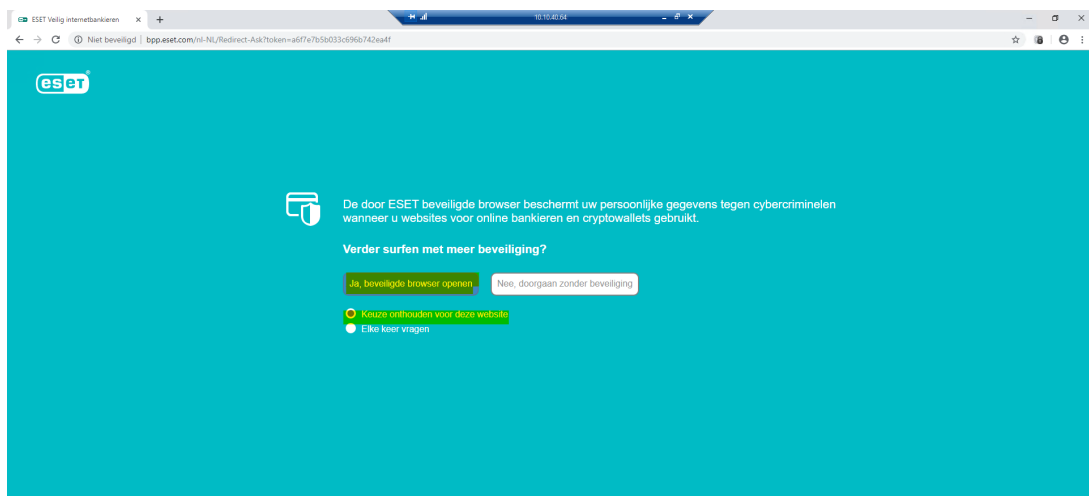 ESET Veilig internetbankieren
10.10.40.64
Niet beveiligd | bpp.eset.com/nl-NL/Redirect-Ask?token=a6f7e7b5b033c696b742ea4f
eseT®
De door ESET beveiligde browser beschermt uw persoonlijke gegevens tegen cybercriminelen
wanneer u websites voor online bankieren en cryptowallets gebruikt.
Verder surfen met meer beveiliging?
Ja, beveiligde browser openen
Nee, doorgaan zonder beveiliging
Keuze onthouden voor deze website
Elke keer vragen